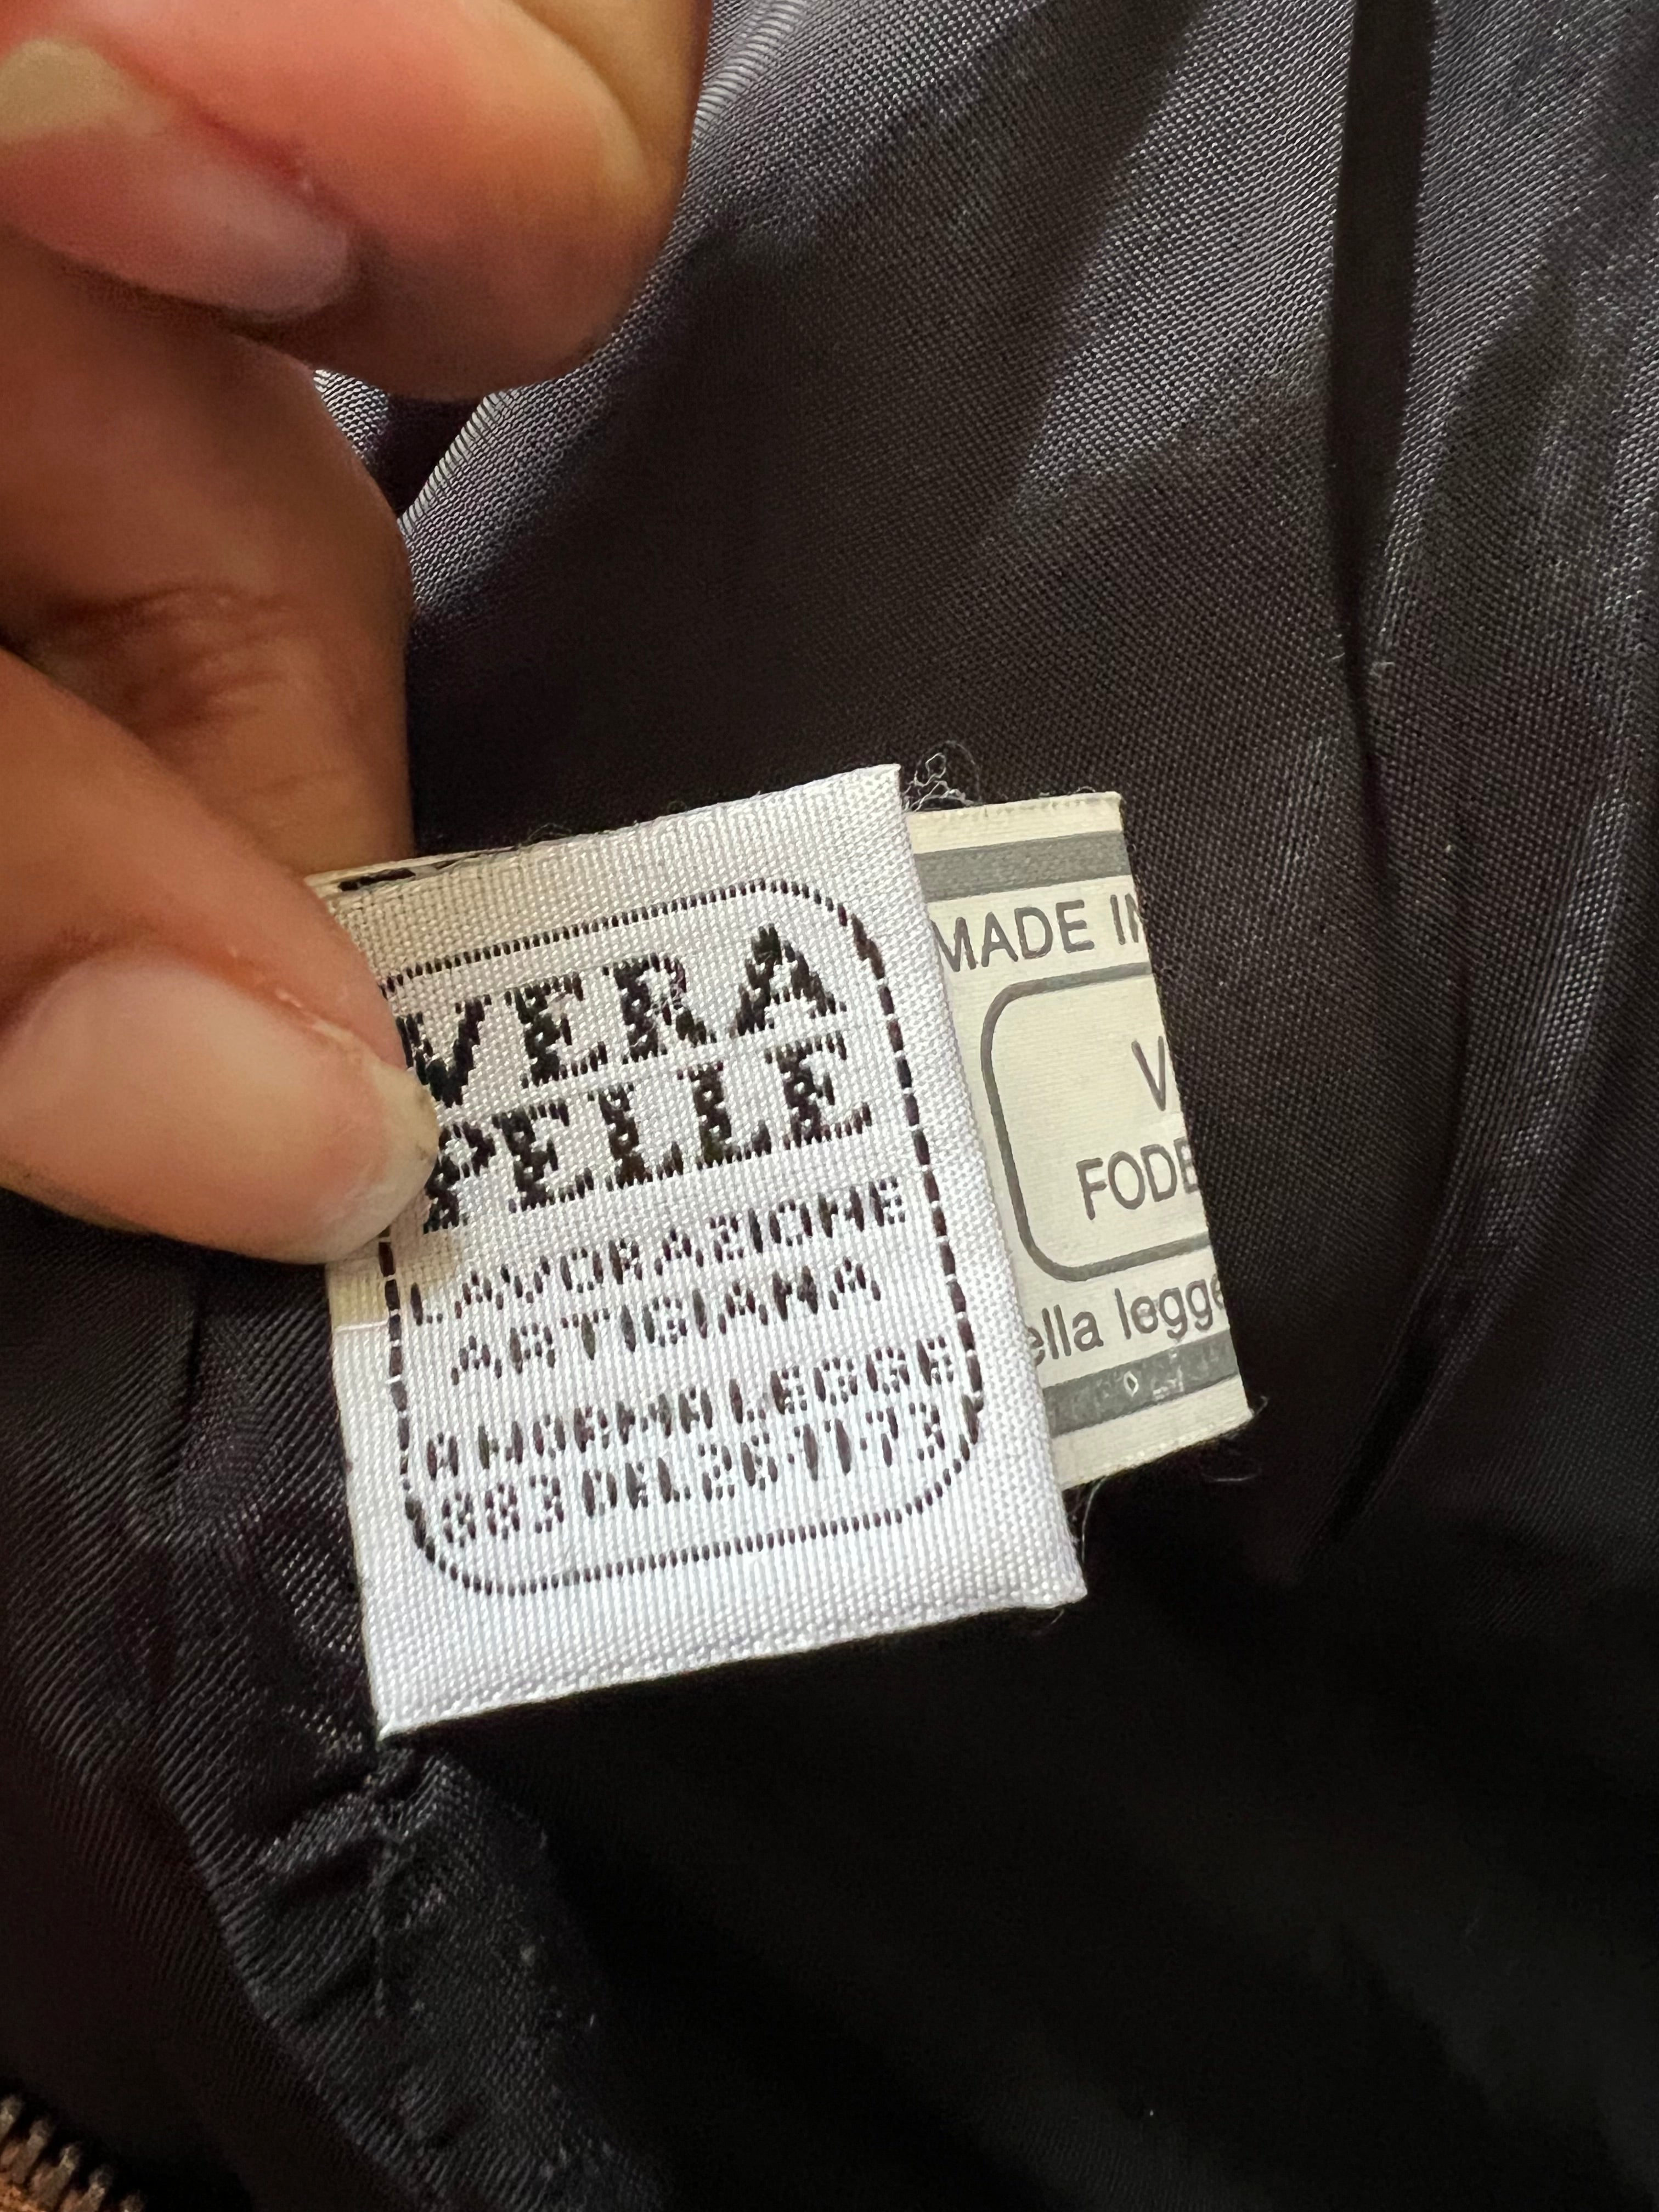 VERA
PELLE
LAVORAZIONE
ARTIGIANA
A NORMA LEGGE
883 DEL 26-11-73
MADE IN
V
FODE
ella legge